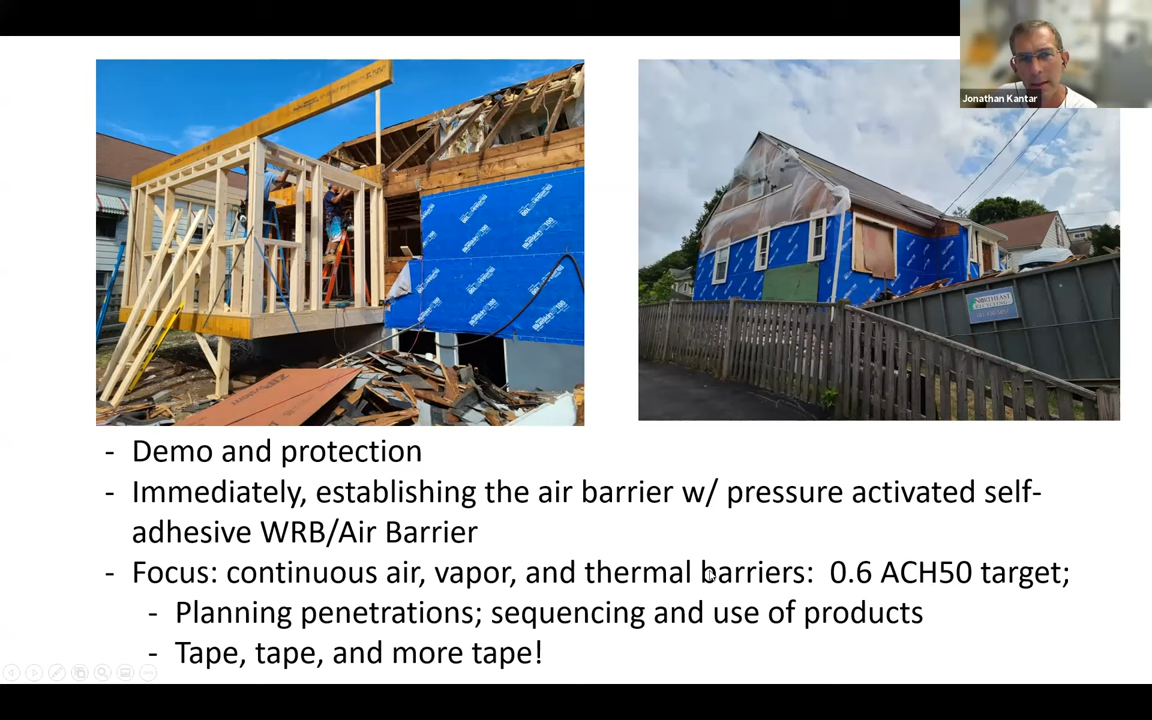 Jonathan Kantar
NORTHEAST
RECYCLING
- Demo and protection
- Immediately, establishing the air barrier w/ pressure activated self-
adhesive WRB/Air Barrier
- Focus: continuous air, vapor, and thermal barriers: 0.6 ACH50 target;
- Planning penetrations; sequencing and use of products
- Tape, tape, and more tape!